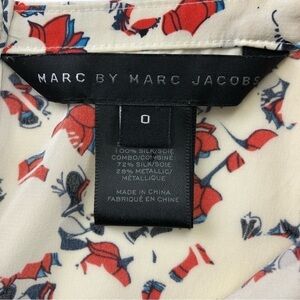 MARC BY MARC JACOBS
0
100% SILK/SOIE
COMBO/COMBINÉ
72% SILK/SOIE
28% METALLIC/
MÉTALLIQUE
MADE IN CHINA
FABRIQUÉ EN CHINE